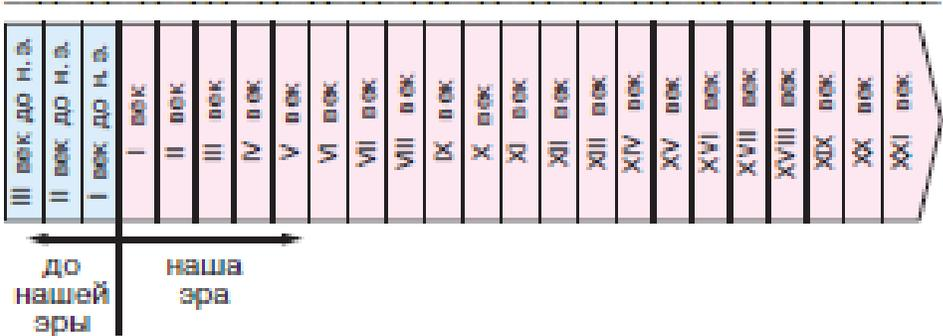 III век до н. э.
II век до н. э.
I век до н. э.
I век
II век
III век
IV век
V век
VI век
VII век
VIII век
IX век
X век
XI век
XII век
XIII век
XIV век
XV век
XVI век
XVII век
XVIII век
XIX век
XX век
XXI век
до
нашей
эры
наша
эра